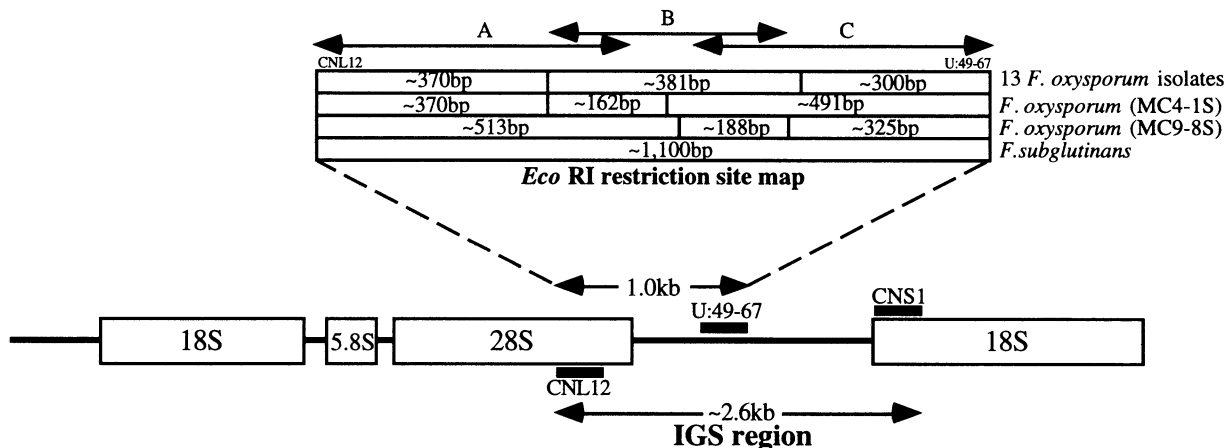 A
B
C
CNL12
U:49-67
~370bp ~381bp ~300bp 13 F. oxysporum isolates
~370bp ~162bp ~491bp F. oxysporum (MC4-1S)
~513bp ~188bp ~325bp F. oxysporum (MC9-8S)
~1,100bp F.subglutinans
Eco RI restriction site map
1.0kb
U:49-67
CNS1
18S 5.8S 28S 18S
CNL12
~2.6kb
IGS region